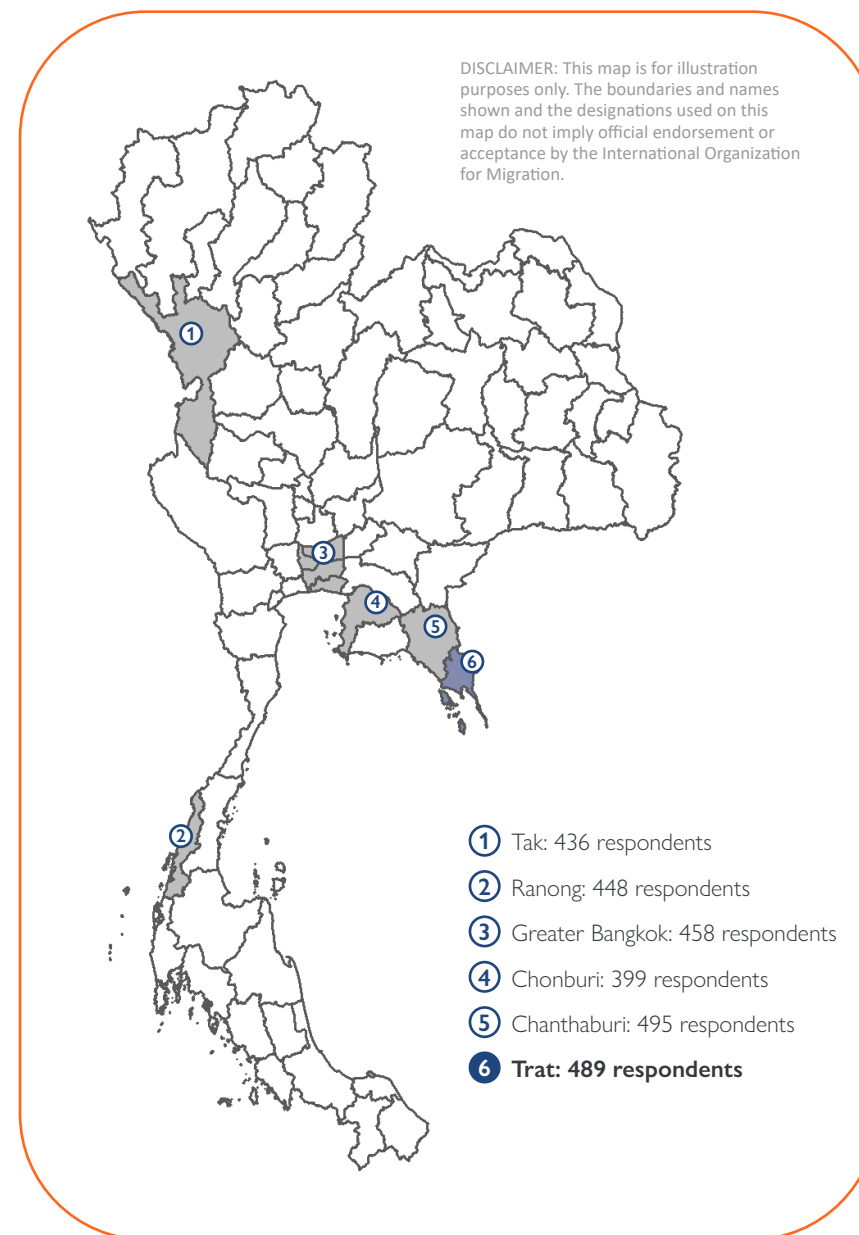 DISCLAIMER: This map is for illustration
purposes only. The boundaries and names
shown and the designations used on this
map do not imply official endorsement or
acceptance by the International Organization
for Migration.
1
3
4
5
6
2
1 Tak: 436 respondents
2 Ranong: 448 respondents
3 Greater Bangkok: 458 respondents
4 Chonburi: 399 respondents
5 Chanthaburi: 495 respondents
6 Trat: 489 respondents